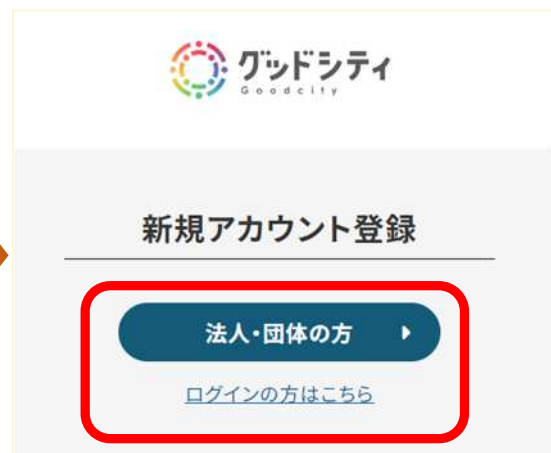 グッドシティ
Goodcity
新規アカウント登録
法人・団体の方
ログインの方はこちら